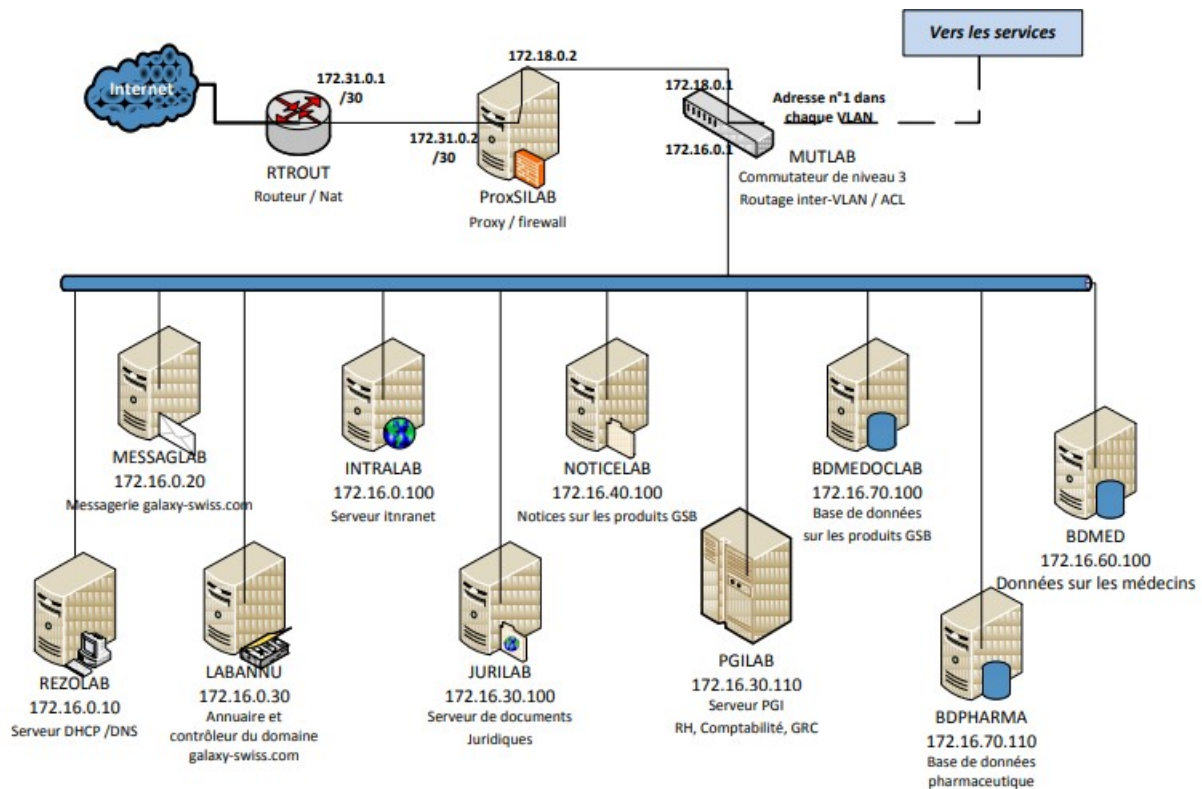 Vers les services
Internet
172.31.0.1
/30
RTROUT
Routeur / Nat
172.31.0.2
/30
ProxSILAB
Proxy / firewall
172.18.0.2
172.18.0.1
172.16.0.1
Adresse n°1 dans
chaque VLAN
MUTLAB
Commutateur de niveau 3
Routage inter-VLAN / ACL
MESSAGLAB
172.16.0.20
Messagerie galaxy-swiss.com
INTRALAB
172.16.0.100
Serveur itnranet
NOTICELAB
172.16.40.100
Notices sur les produits GSB
BDMEDOCLAB
172.16.70.100
Base de données
sur les produits GSB
BDMED
172.16.60.100
Données sur les médecins
REZOLAB
172.16.0.10
Serveur DHCP /DNS
LABANNU
172.16.0.30
Annuaire et
contrôleur du domaine
galaxy-swiss.com
JURILAB
172.16.30.100
Serveur de documents
Juridiques
PGILAB
172.16.30.110
Serveur PGI
RH, Comptabilité, GRC
BDPHARMA
172.16.70.110
Base de données
pharmaceutique